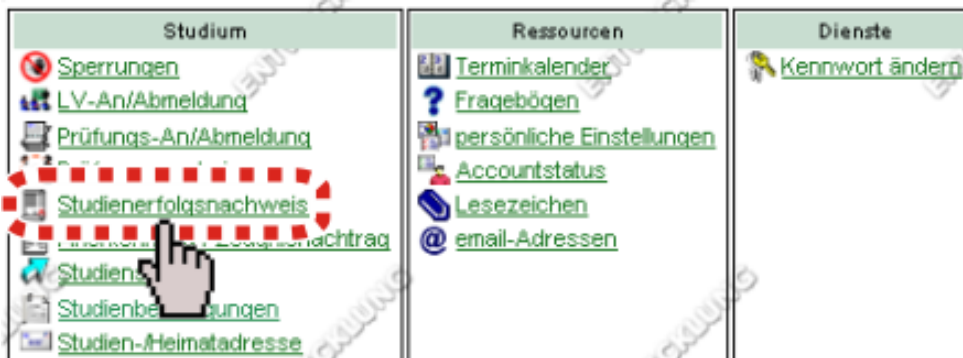 Studium
Sperrungen
LV-An/Abmeldung
Prüfungs-An/Abmeldung
Studienerfolgsnachweis
Studien-/Heimatadresse
Ressourcen
Terminkalender
Fragebögen
persönliche Einstellungen
Accountstatus
Lesezeichen
email-Adressen
Dienste
Kennwort ändern